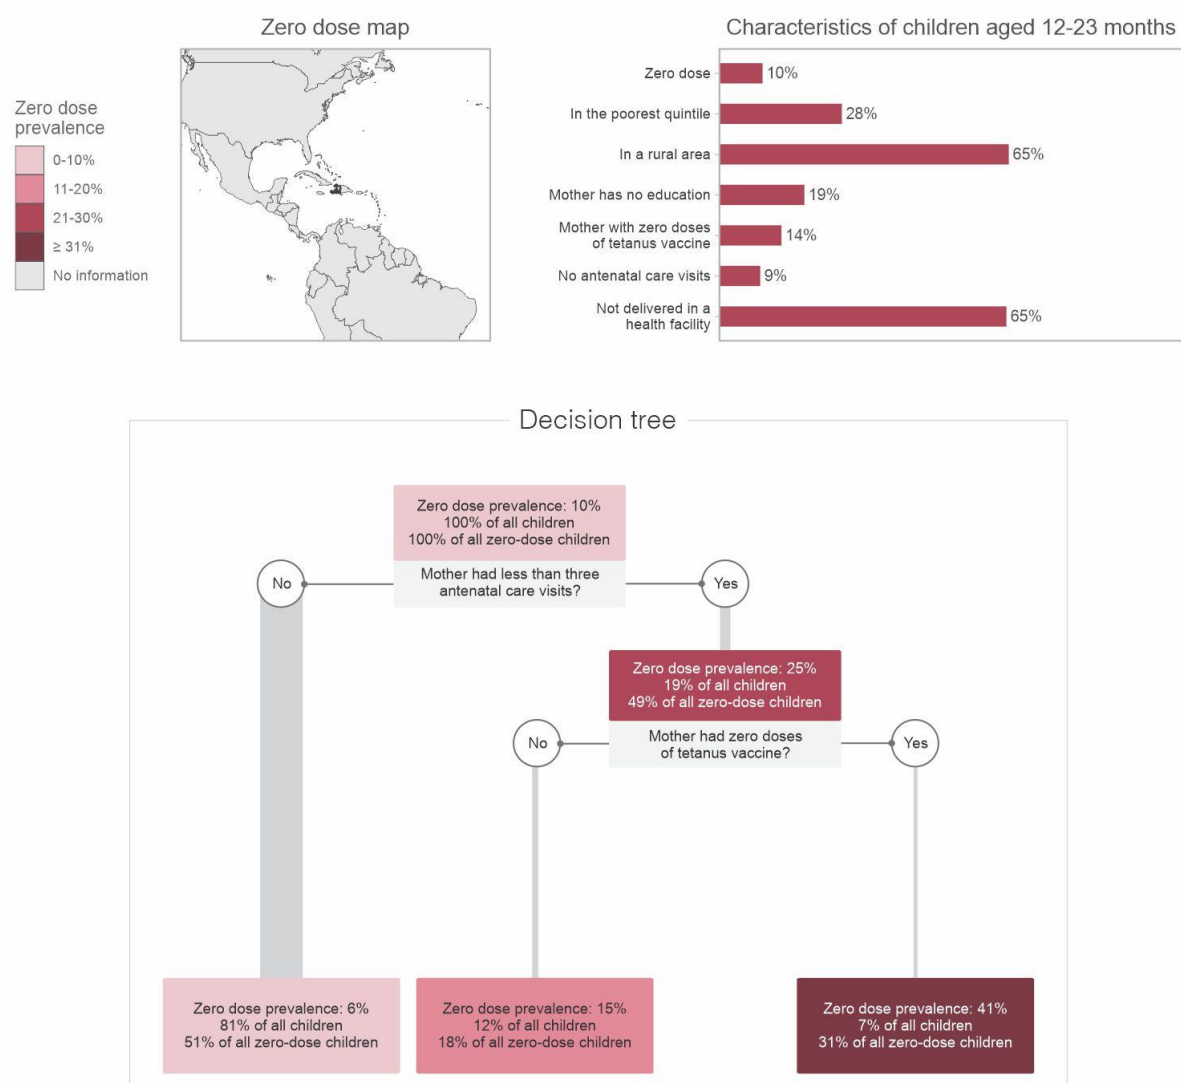 Zero dose map
Zero dose
prevalence
0-10%
11-20%
21-30%
≥ 31%
No information
Characteristics of children aged 12-23 months
Zero dose
10%
In the poorest quintile
28%
In a rural area
65%
Mother has no education
19%
Mother with zero doses
of tetanus vaccine
14%
No antenatal care visits
9%
Not delivered in a
health facility
65%
Decision tree
Zero dose prevalence: 10%
100% of all children
100% of all zero-dose children
Mother had less than three
antenatal care visits?
No
Yes
Zero dose prevalence: 25%
19% of all children
49% of all zero-dose children
Mother had zero doses
of tetanus vaccine?
No
Yes
Zero dose prevalence: 6%
81% of all children
51% of all zero-dose children
Zero dose prevalence: 15%
12% of all children
18% of all zero-dose children
Zero dose prevalence: 41%
7% of all children
31% of all zero-dose children